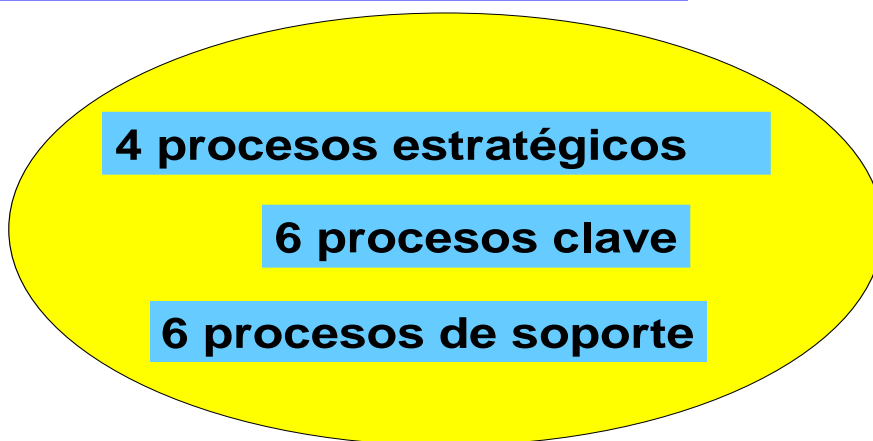 4 procesos estratégicos
6 procesos clave
6 procesos de soporte